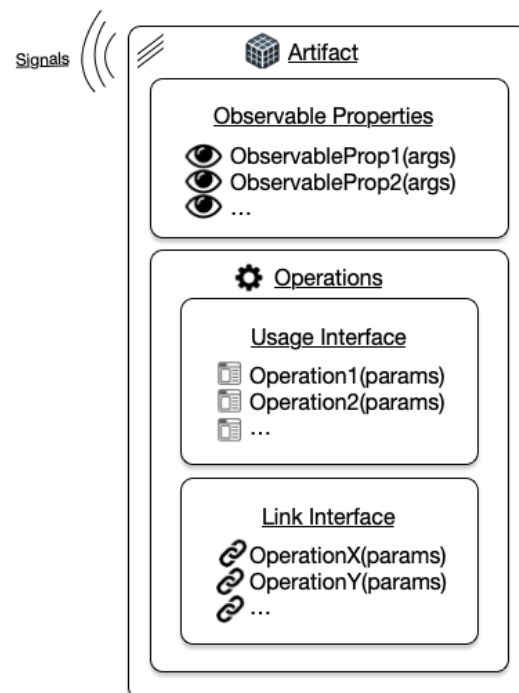 Signals
Artifact
Observable Properties
ObservableProp1(args)
ObservableProp2(args)
...
Operations
Usage Interface
Operation1(params)
Operation2(params)
...
Link Interface
OperationX(params)
OperationY(params)
...